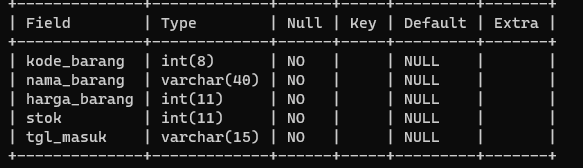 +--------------+-------------+------+-----+---------+-------+
| Field        | Type        | Null | Key | Default | Extra |
+--------------+-------------+------+-----+---------+-------+
| kode_barang  | int(8)      | NO   |     | NULL    |       |
| nama_barang  | varchar(40) | NO   |     | NULL    |       |
| harga_barang | int(11)     | NO   |     | NULL    |       |
| stok         | int(11)     | NO   |     | NULL    |       |
| tgl_masuk    | varchar(15) | NO   |     | NULL    |       |
+--------------+-------------+------+-----+---------+-------+